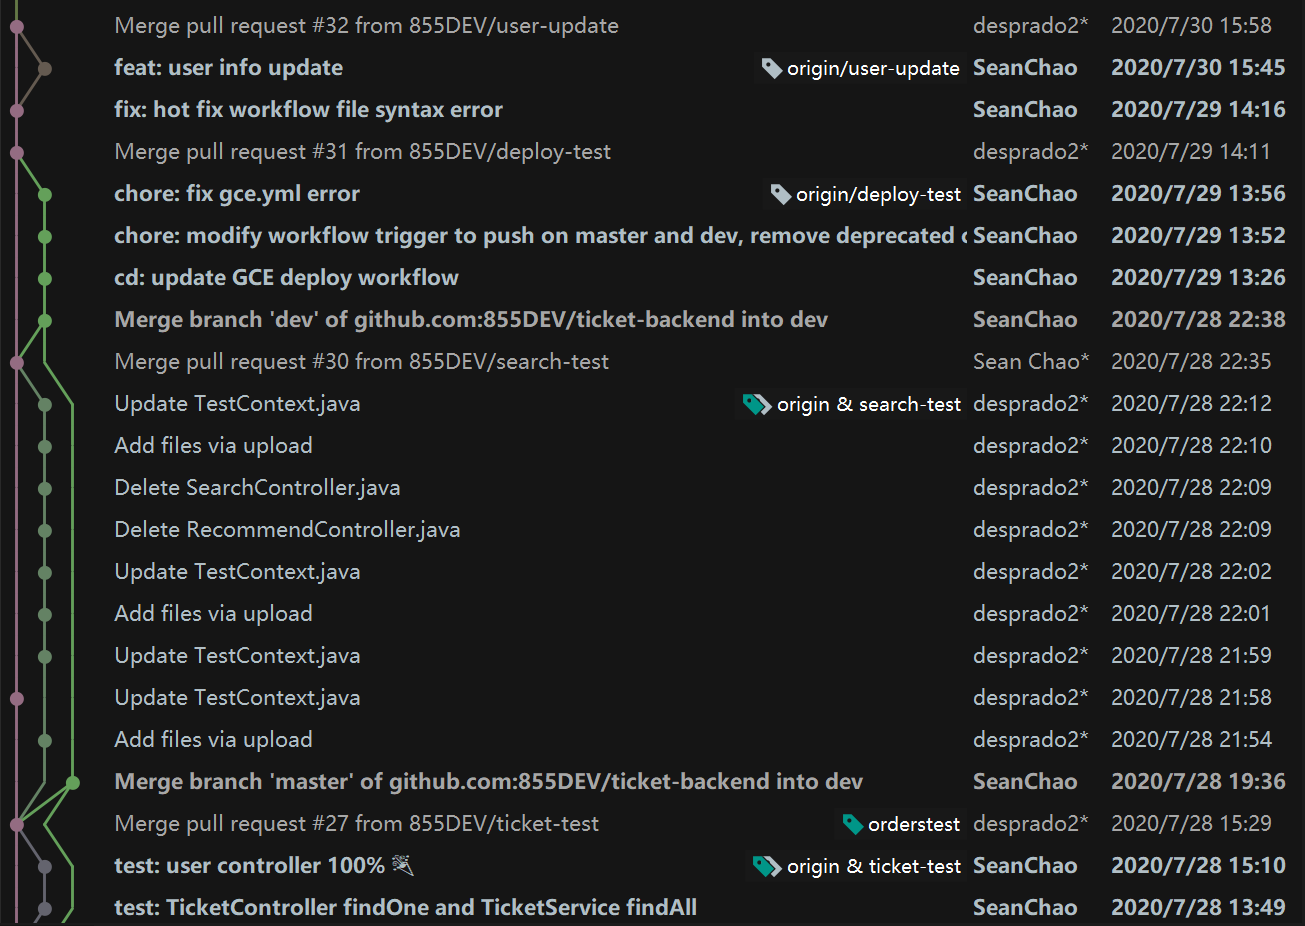 Merge pull request #32 from 855DEV/user-update desprado2* 2020/7/30 15:58
feat: user info update origin/user-update SeanChao 2020/7/30 15:45
fix: hot fix workflow file syntax error SeanChao 2020/7/29 14:16
Merge pull request #31 from 855DEV/deploy-test desprado2* 2020/7/29 14:11
chore: fix gce.yml error origin/deploy-test SeanChao 2020/7/29 13:56
chore: modify workflow trigger to push on master and dev, remove deprecated SeanChao 2020/7/29 13:52
cd: update GCE deploy workflow SeanChao 2020/7/29 13:26
Merge branch 'dev' of github.com:855DEV/ticket-backend into dev SeanChao 2020/7/28 22:38
Merge pull request #30 from 855DEV/search-test Sean Chao* 2020/7/28 22:35
Update TestContext.java origin & search-test desprado2* 2020/7/28 22:12
Add files via upload desprado2* 2020/7/28 22:10
Delete SearchController.java desprado2* 2020/7/28 22:09
Delete RecommendController.java desprado2* 2020/7/28 22:09
Update TestContext.java desprado2* 2020/7/28 22:02
Add files via upload desprado2* 2020/7/28 22:01
Update TestContext.java desprado2* 2020/7/28 21:59
Update TestContext.java desprado2* 2020/7/28 21:58
Add files via upload desprado2* 2020/7/28 21:54
Merge branch 'master' of github.com:855DEV/ticket-backend into dev SeanChao 2020/7/28 19:36
Merge pull request #27 from 855DEV/ticket-test orderstest desprado2* 2020/7/28 15:29
test: user controller 100% 🎉 origin & ticket-test SeanChao 2020/7/28 15:10
test: TicketController findOne and TicketService findAll SeanChao 2020/7/28 13:49